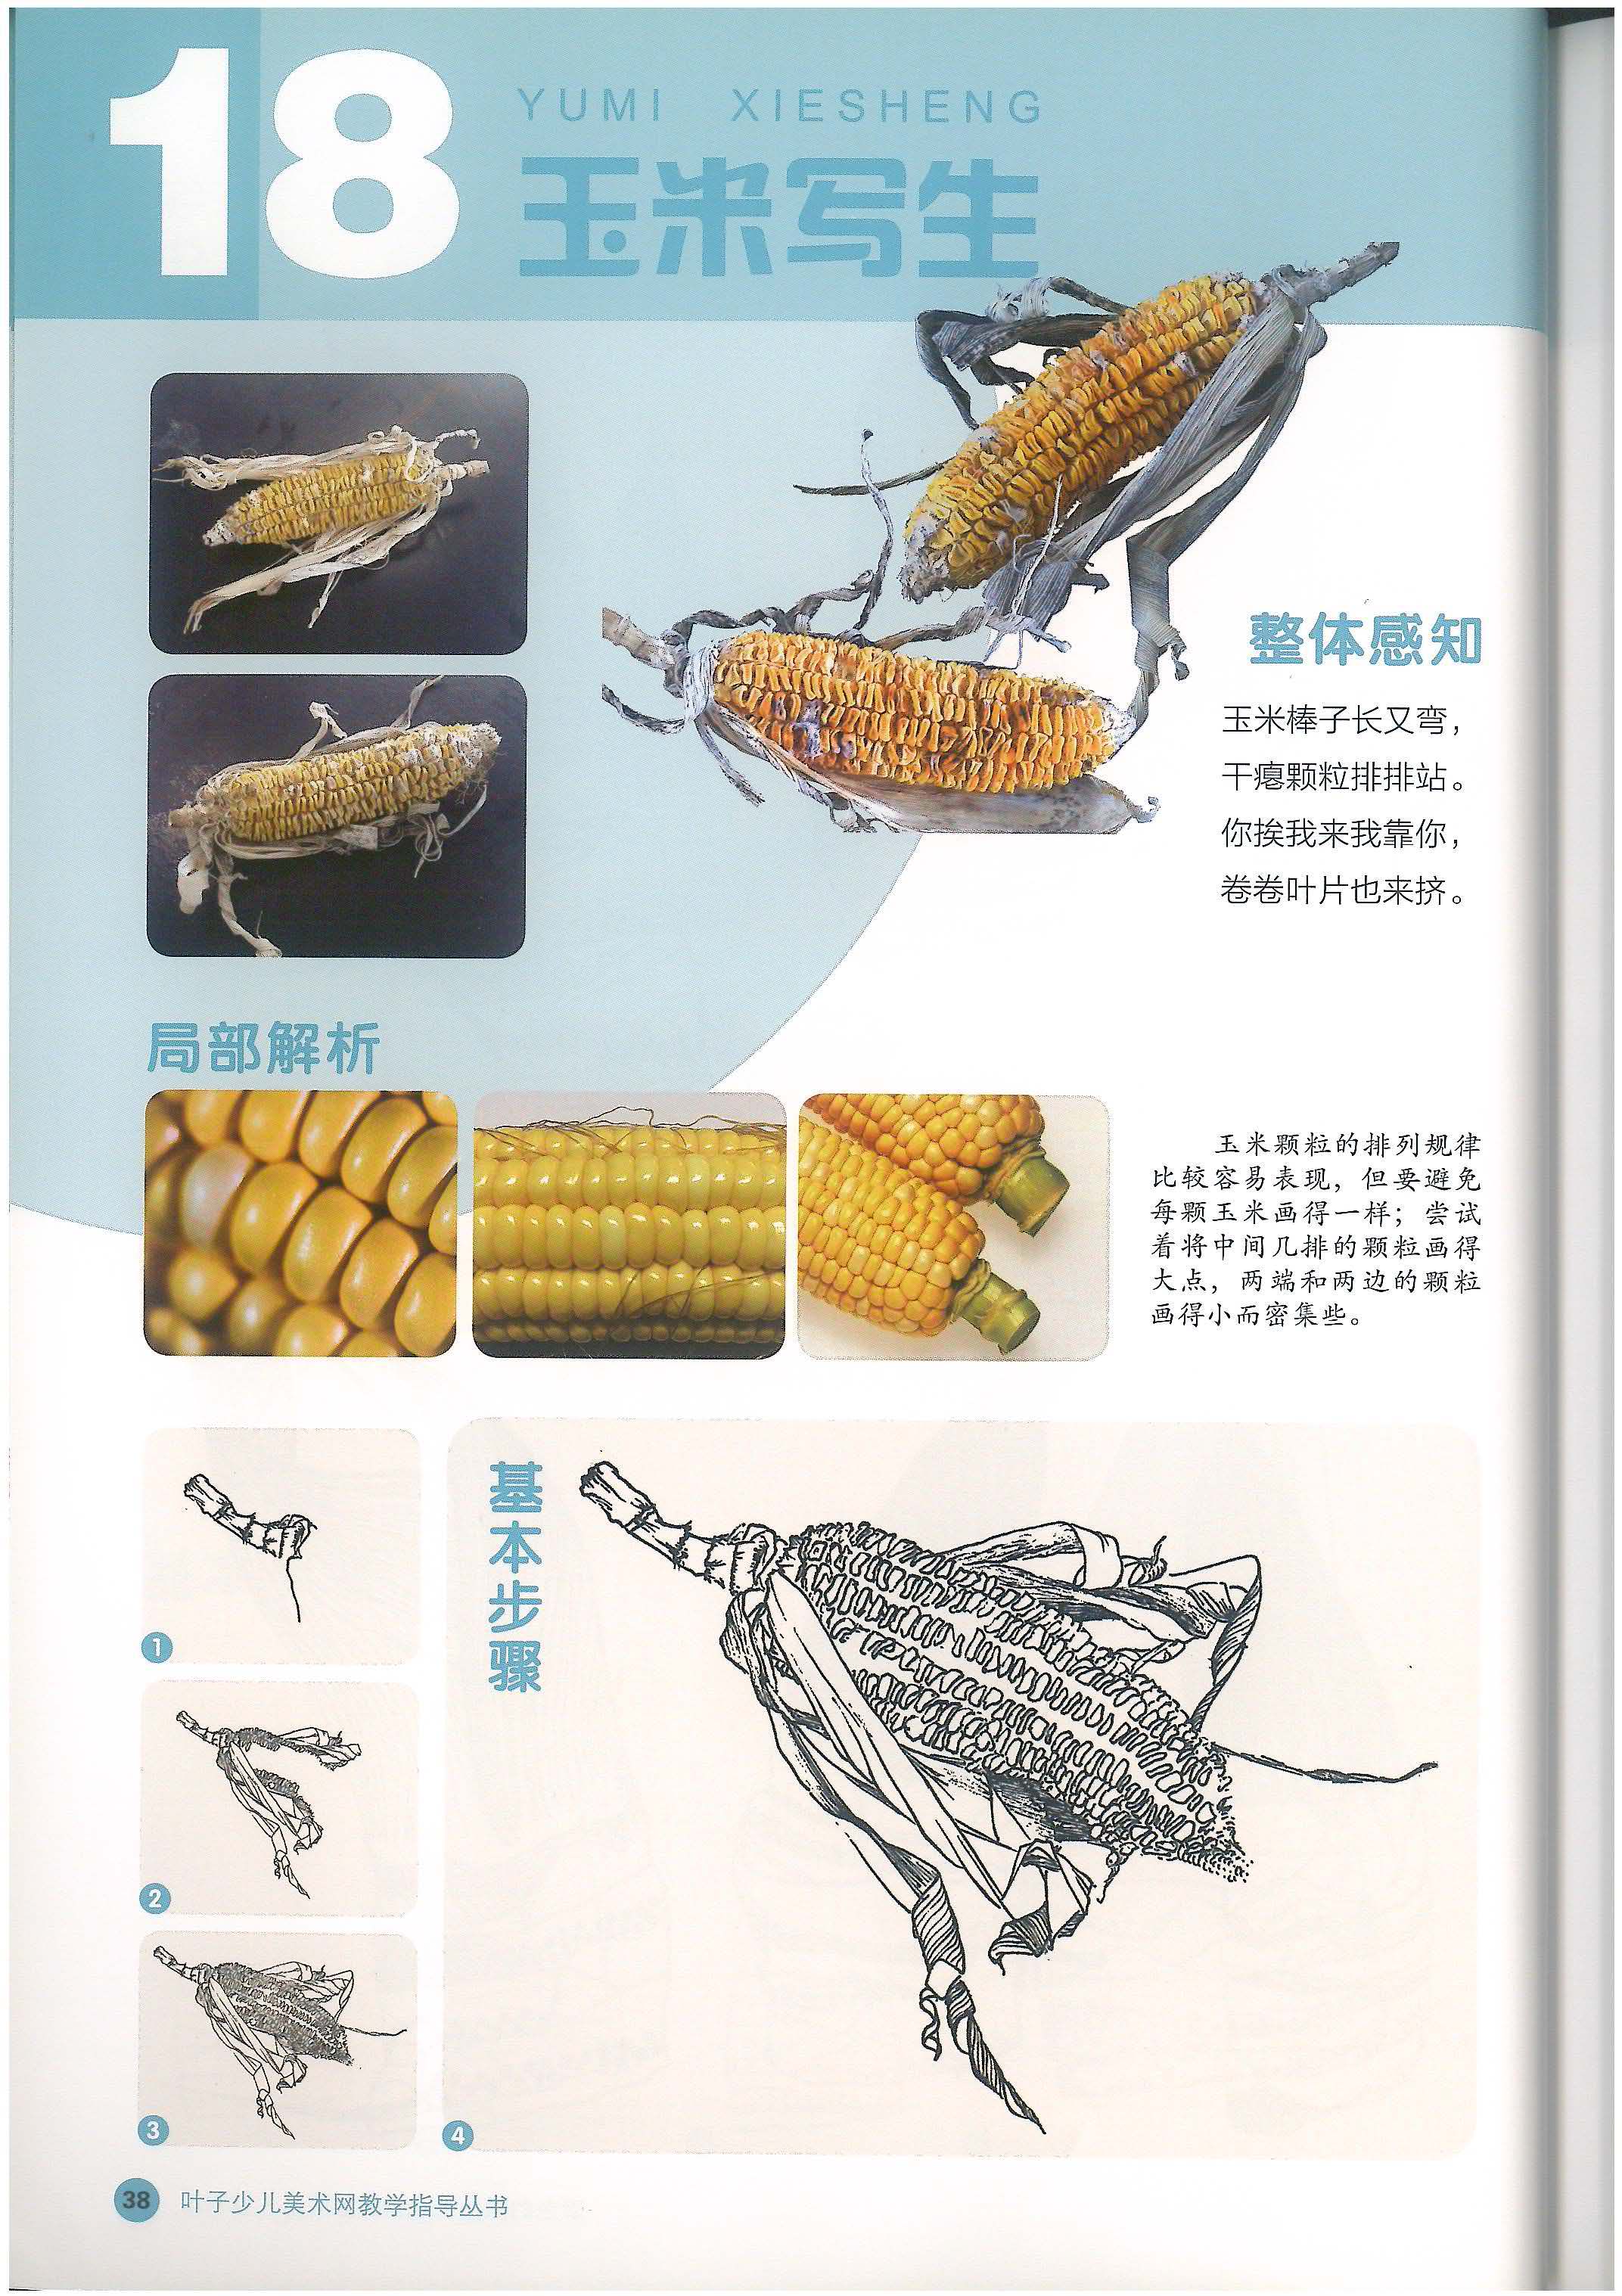 18
YUMI XIESHENG
玉米写生
整体感知
玉米棒子长又弯，
干瘪颗粒排排站。
你挨我来我靠你，
卷卷叶片也来挤。
局部解析
玉米颗粒的排列规律
比较容易表现，但要避免
每颗玉米画得一样；尝试
着将中间几排的颗粒画得
大点，两端和两边的颗粒
画得小而密集些。
基本步骤
1
2
3
4
38 叶子少儿美术网教学指导丛书